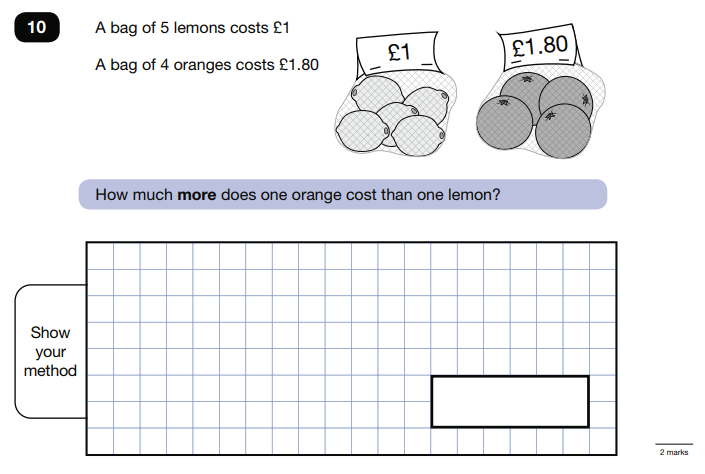 10
A bag of 5 lemons costs £1
A bag of 4 oranges costs £1.80
£1
£1.80
How much more does one orange cost than one lemon?
Show
your
method
2 marks